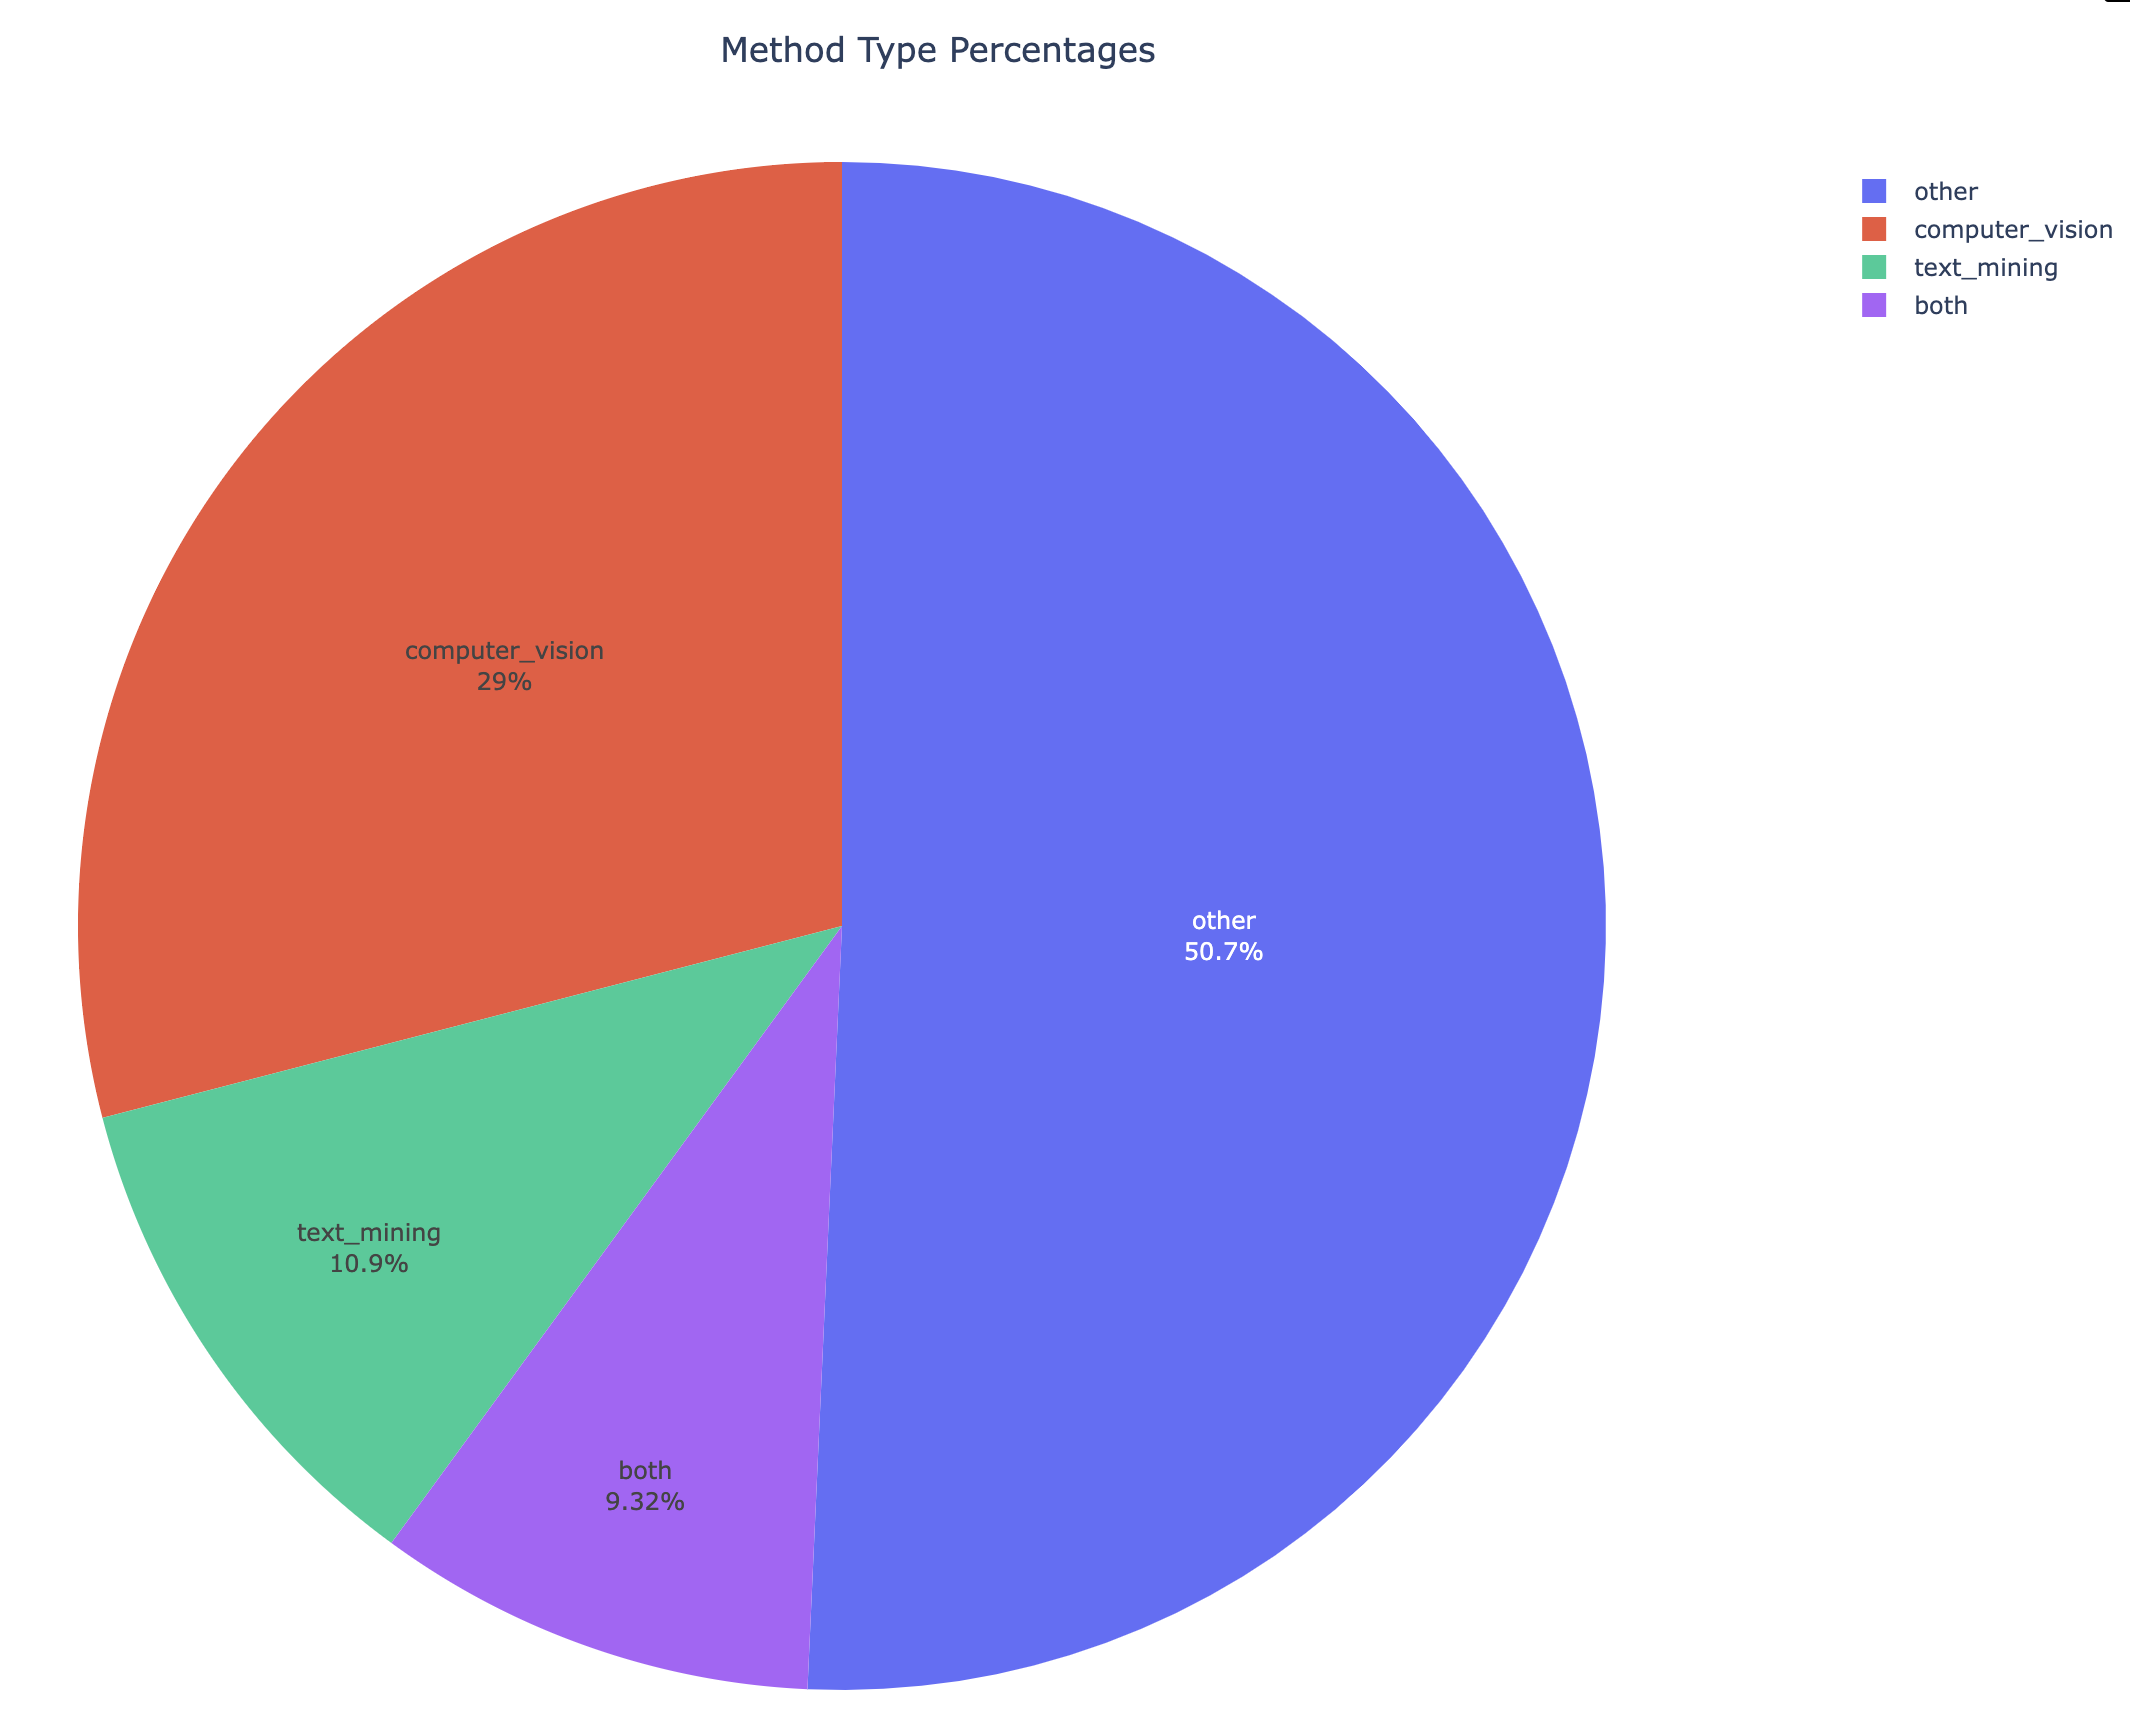 Method Type Percentages
other
computer_vision
text_mining
both
computer_vision
29%
other
50.7%
text_mining
10.9%
both
9.32%